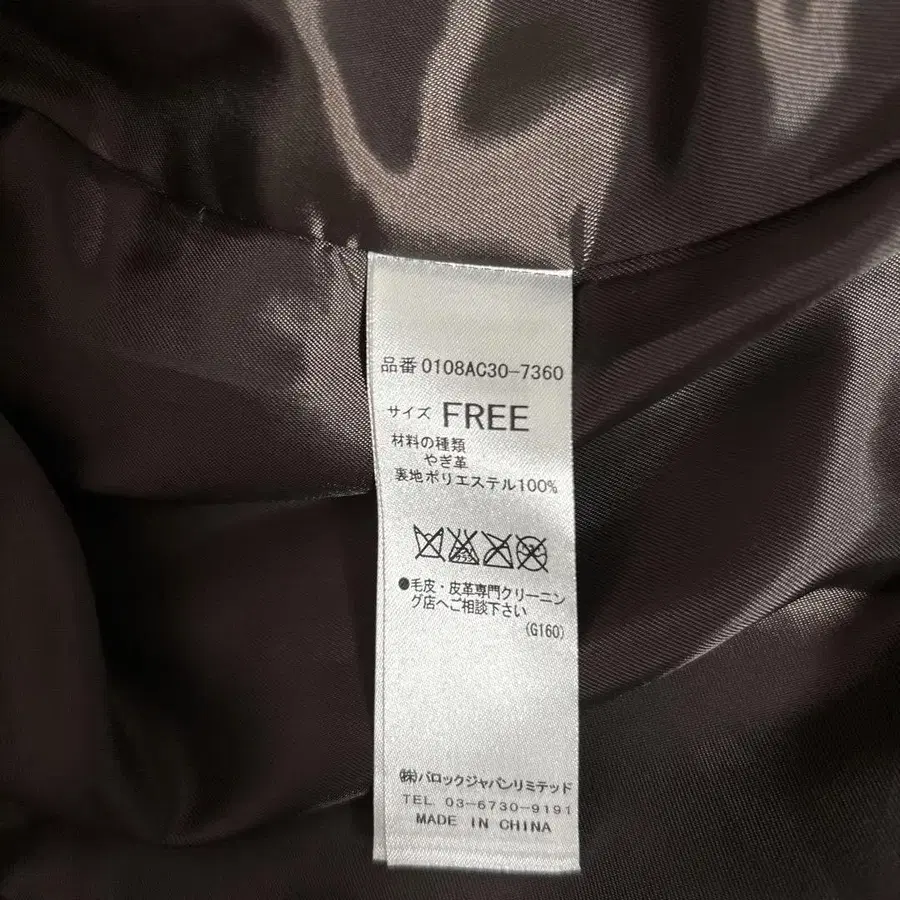 品番 0108AC30-7360
サイズ FREE
材料の種類
やぎ革
裏地ポリエステル100%
●毛皮・皮革専門クリーニン
グ店へご相談下さい
(G160)
㈱バロックジャパンリミテッド
TEL 03-6730-9191
MADE IN CHINA